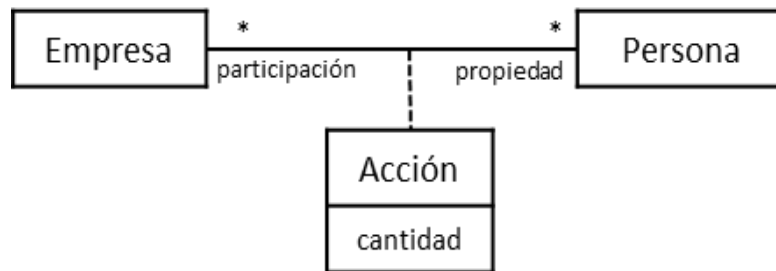 * *
Empresa Persona
participación propiedad
Acción
cantidad